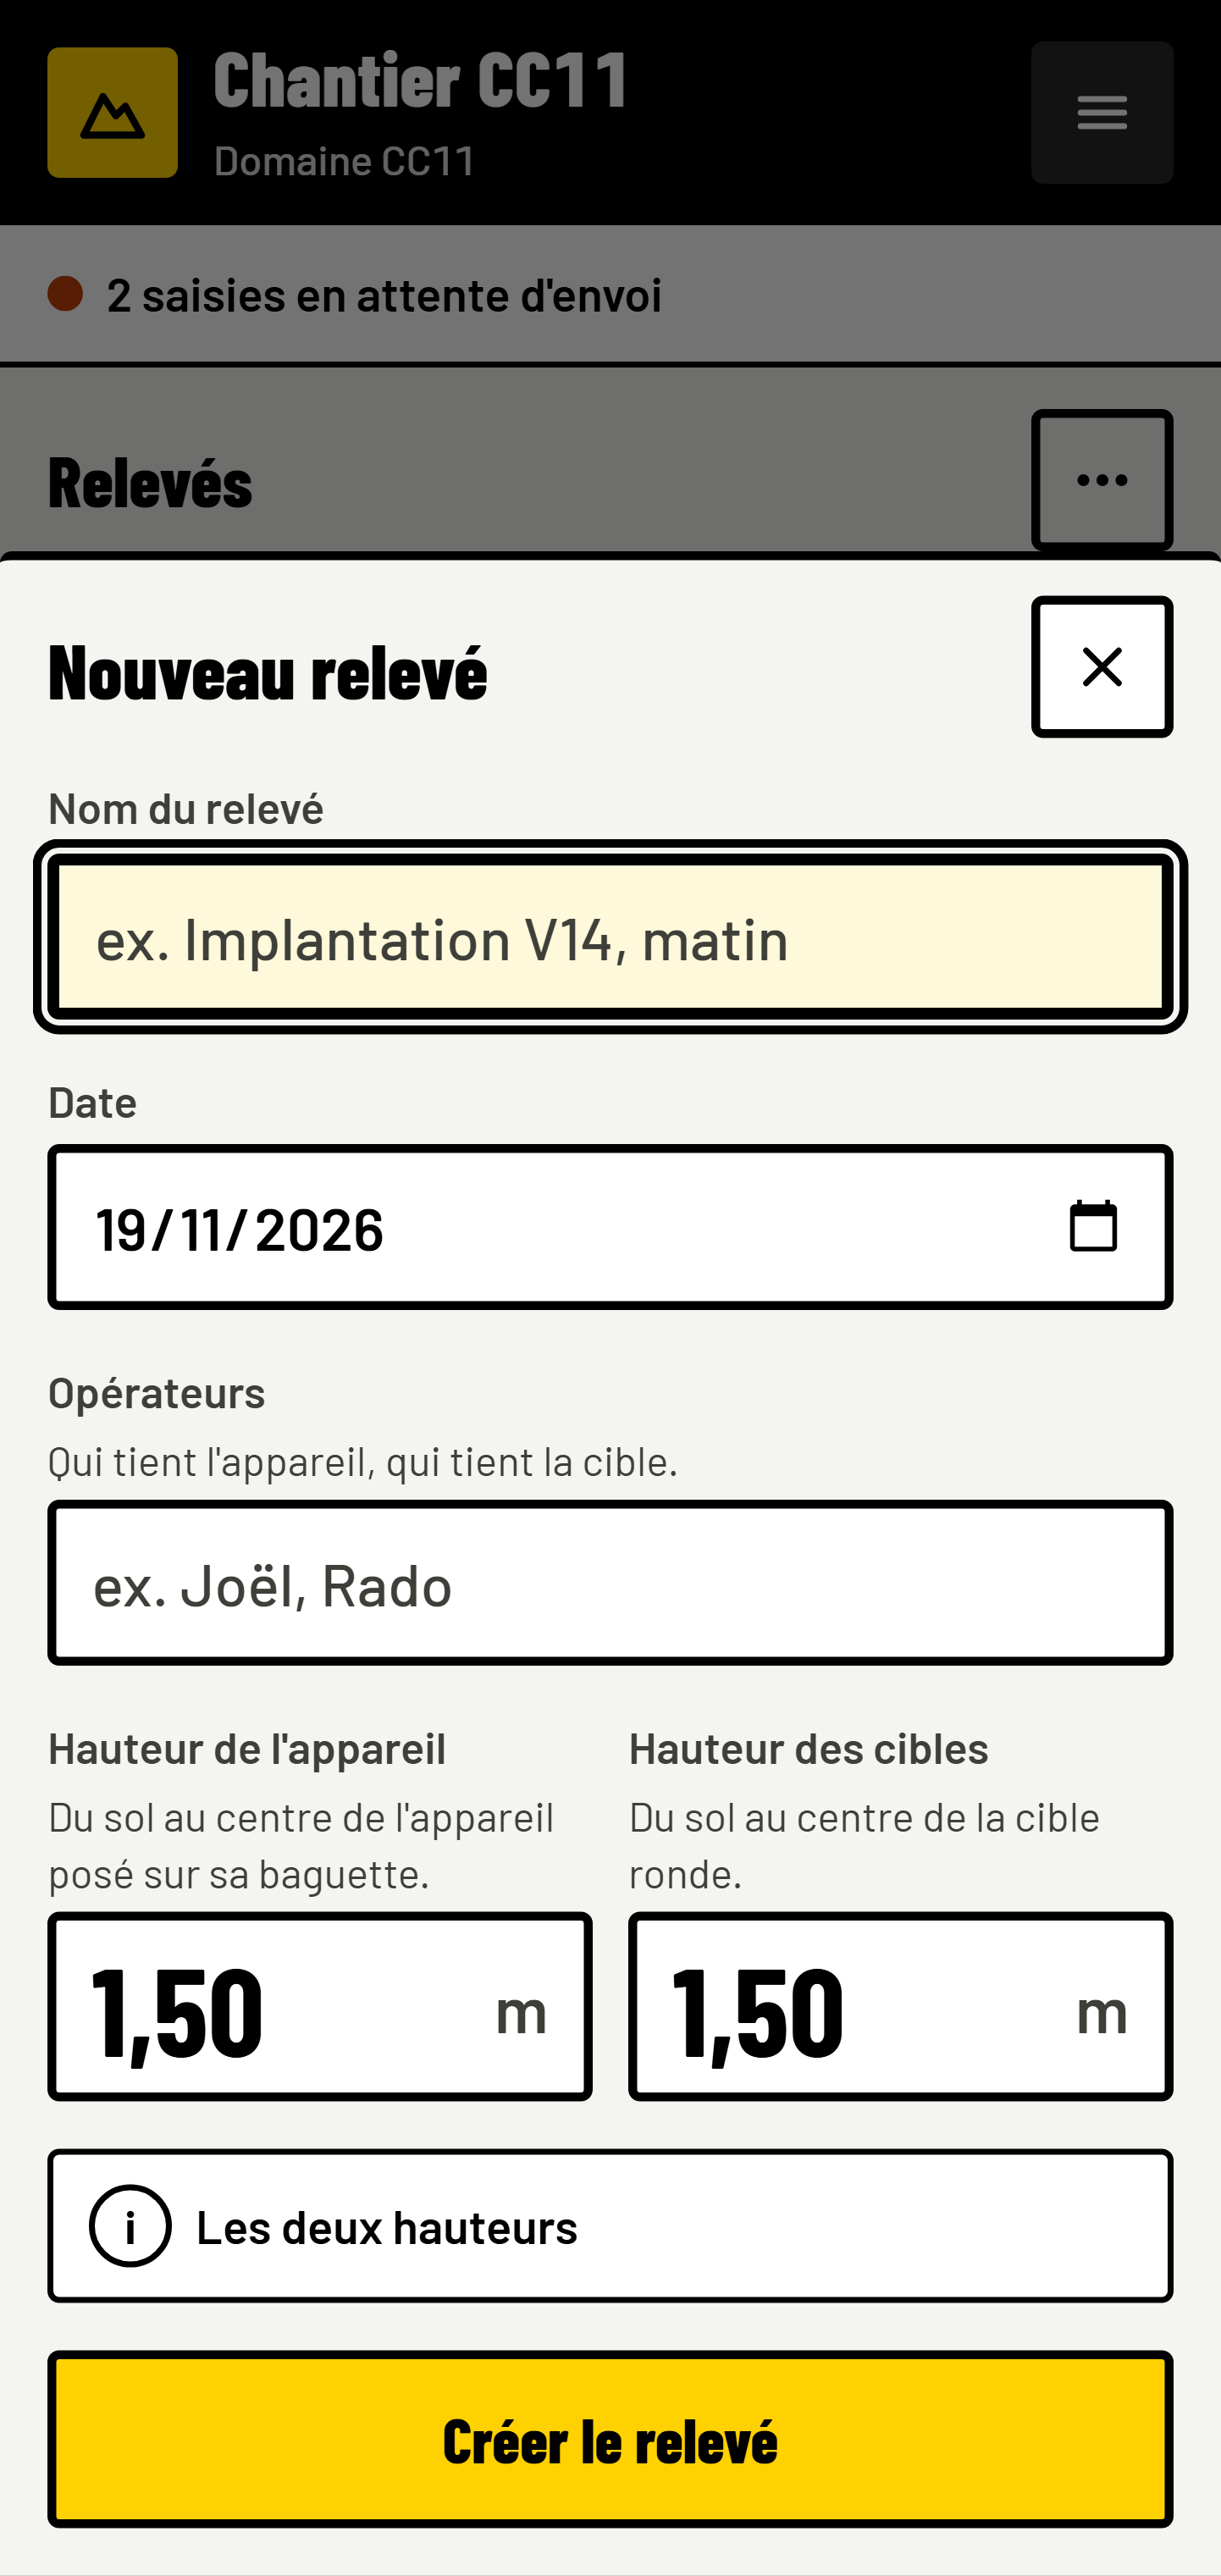 Chantier CC11
Domaine CC11
2 saisies en attente d'envoi
Relevés
Nouveau relevé
Nom du relevé
ex. Implantation V14, matin
Date
19/11/2026
Opérateurs
Qui tient l'appareil, qui tient la cible.
ex. Joël, Rado
Hauteur de l'appareil
Du sol au centre de l'appareil
posé sur sa baguette.
1,50 m
Hauteur des cibles
Du sol au centre de la cible
ronde.
1,50 m
i Les deux hauteurs
Créer le relevé